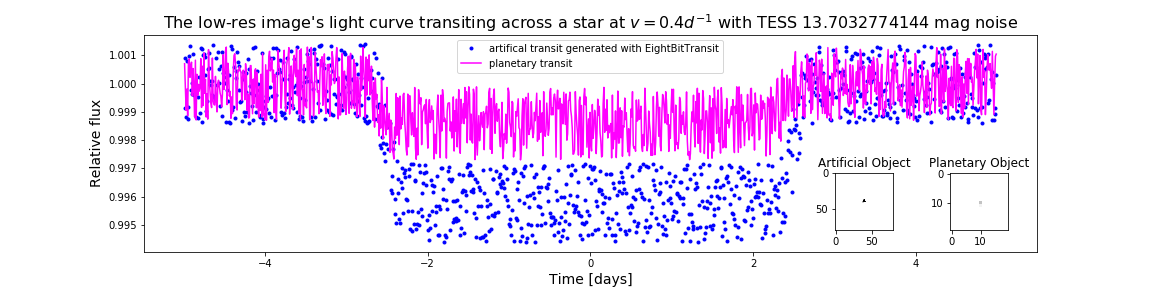 The low-res image's light curve transiting across a star at v = 0.4d⁻¹ with TESS 13.7032774144 mag noise
artifical transit generated with EightBitTransit
planetary transit
Relative flux
1.001
1.000
0.999
0.998
0.997
0.996
0.995
Artificial Object
Planetary Object
0
50
0
50
0
10
0
10
−4
−2
0
2
4
Time [days]